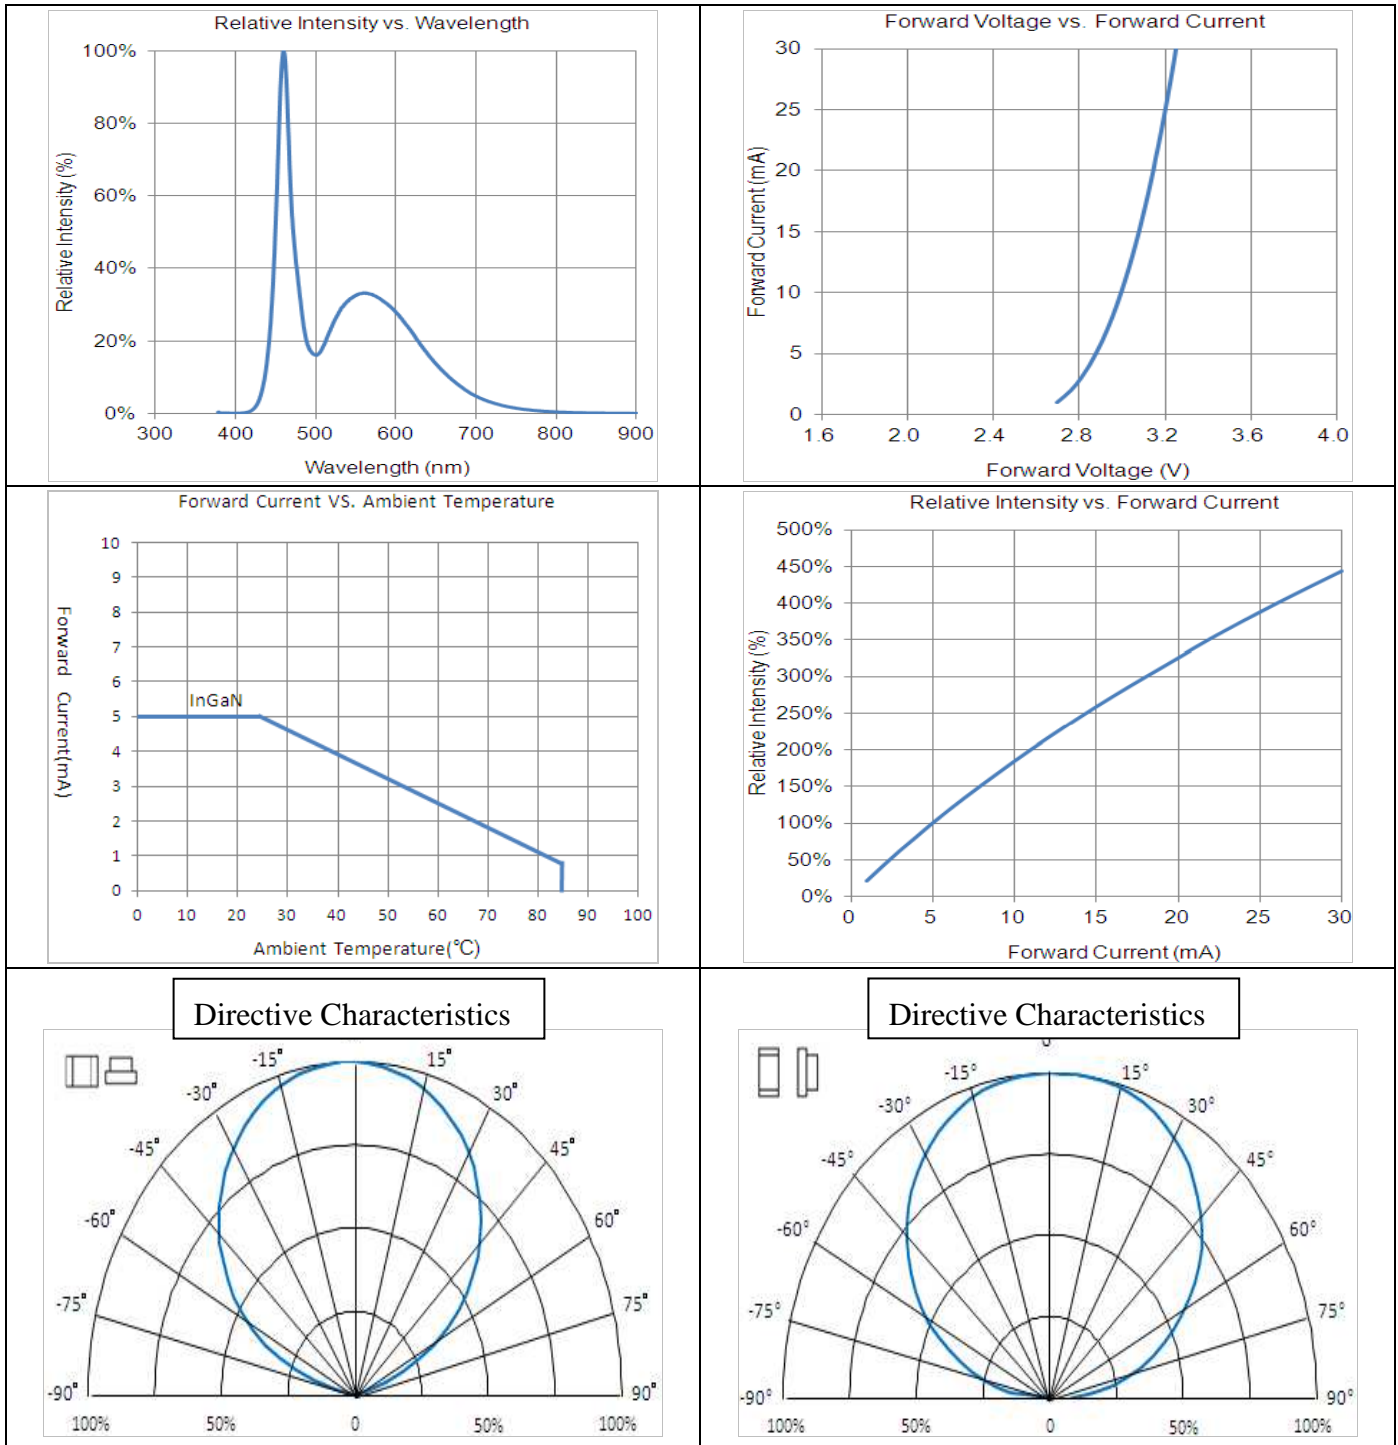 Relative Intensity vs. Wavelength
100%
80%
60%
40%
20%
0%
Relative Intensity (%)
300 400 500 600 700 800 900
Wavelength (nm)
Forward Voltage vs. Forward Current
30
25
20
15
10
5
0
Forward Current (mA)
1.6 2.0 2.4 2.8 3.2 3.6 4.0
Forward Voltage (V)
Forward Current VS. Ambient Temperature
10
9
8
7
6
5
4
3
2
1
0
Forward Current(mA)
InGaN
0 10 20 30 40 50 60 70 80 90 100
Ambient Temperature(℃)
Relative Intensity vs. Forward Current
500%
450%
400%
350%
300%
250%
200%
150%
100%
50%
0%
Relative Intensity (%)
0 5 10 15 20 25 30
Forward Current (mA)
Directive Characteristics
-15° 15°
-30° 30°
-45° 45°
-60° 60°
-75° 75°
-90° 90°
100% 50% 0 50% 100%
Directive Characteristics
-15° 15°
-30° 30°
-45° 45°
-60° 60°
-75° 75°
-90° 90°
100% 50% 0 50% 100%